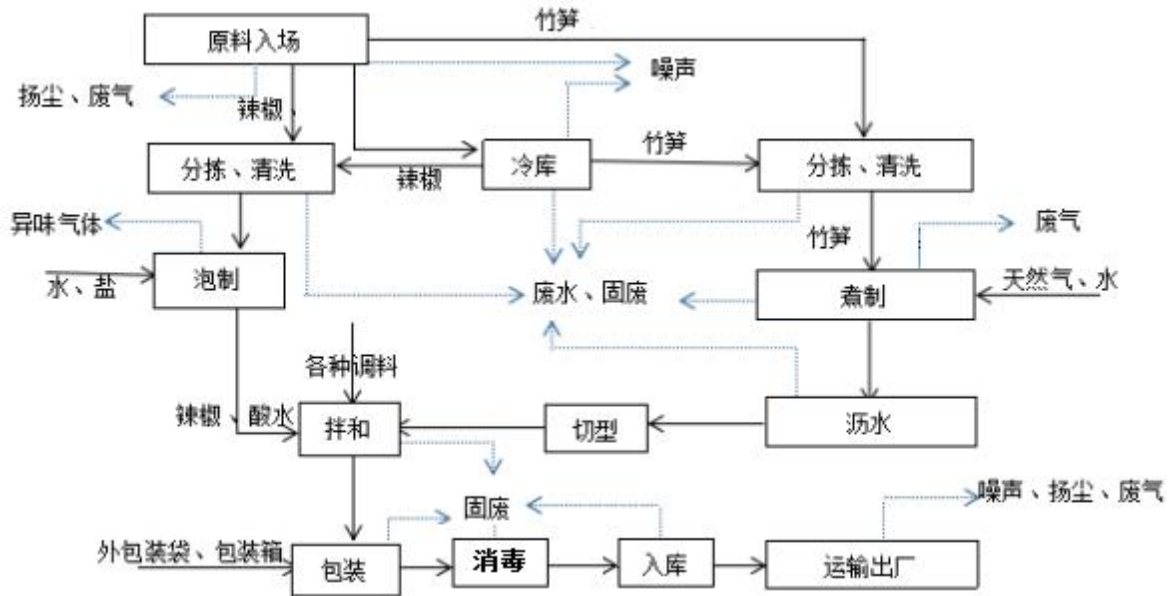 竹笋
原料入场
噪声
扬尘、废气
辣椒
分拣、清洗
辣椒
冷库
竹笋
分拣、清洗
异味气体
竹笋
废气
水、盐
泡制
废水、固废
煮制
天然气、水
各种调料
辣椒、酸水
拌和
切型
沥水
固废
噪声、扬尘、废气
外包装袋、包装箱
包装
消毒
入库
运输出厂